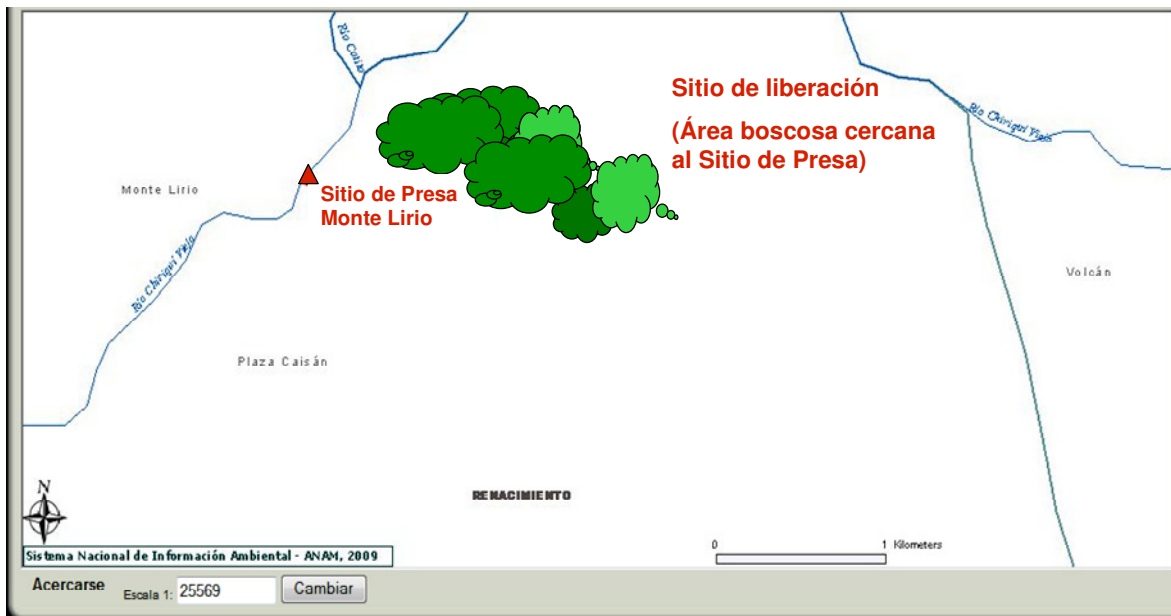 Río Colito
Sitio de liberación
(Área boscosa cercana
al Sitio de Presa)
Río Chiriquí Viejo
Monte Lirio
Sitio de Presa
Monte Lirio
Río Chiriquí Viejo
Volcán
Plaza Caisán
N
RENACIMIENTO
0
1 Kilometers
Sistema Nacional de Información Ambiental - ANAM, 2009
Acercarse
Escala 1: 25569
Cambiar